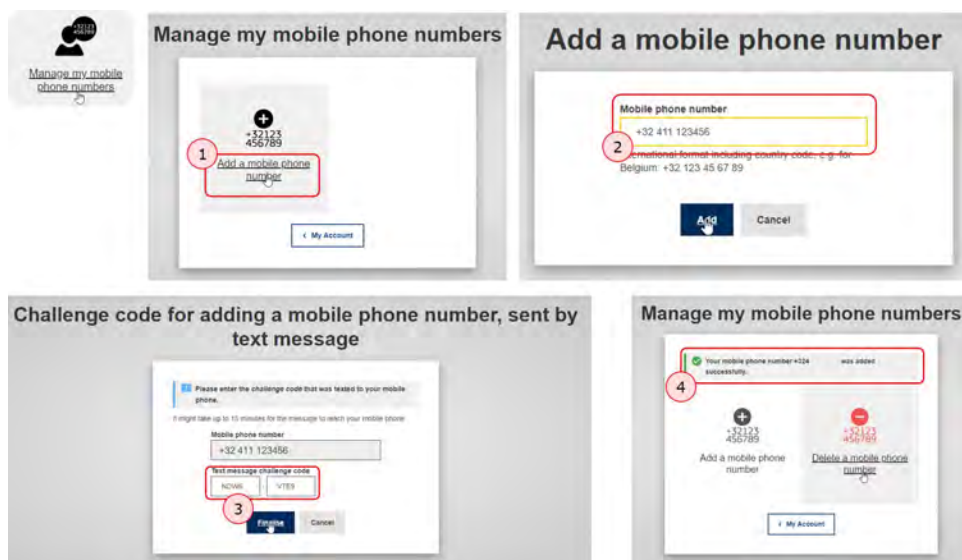 +32123
456789
Manage my mobile
phone numbers
Manage my mobile phone numbers
+32123
456789
1
Add a mobile phone
number
‹ My Account
Add a mobile phone number
Mobile phone number
+32 411 123456
2
International format including country code, e.g. for
Belgium: +32 123 45 67 89
Add
Cancel
Challenge code for adding a mobile phone number, sent by
text message
Please enter the challenge code that was texted to your mobile
phone.
It might take up to 15 minutes for the message to reach your mobile phone
Mobile phone number
+32 411 123456
Text message challenge code
-
3
Finalise
Cancel
Manage my mobile phone numbers
Your mobile phone number +324 was added
successfully.
4
+32123
456789
Add a mobile phone
number
+32123
456789
Delete a mobile phone
number
‹ My Account